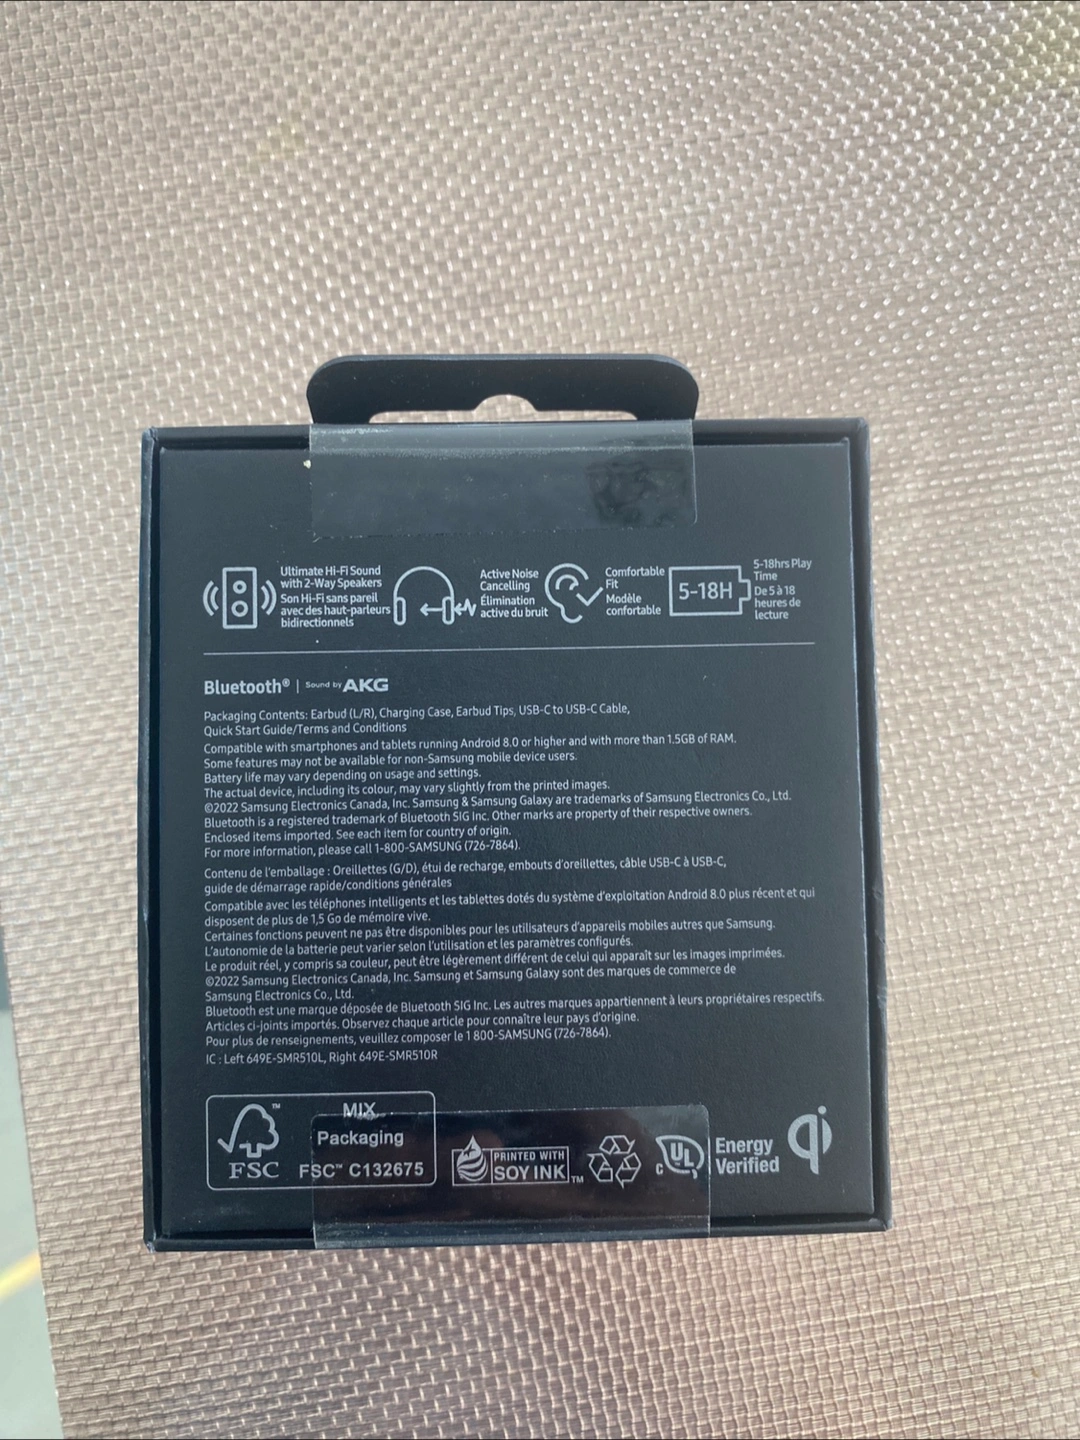 Ultimate Hi-Fi Sound
with 2-Way Speakers
Son Hi-Fi sans pareil
avec des haut-parleurs
bidirectionnels
Active Noise
Cancelling
Élimination
active du bruit
Comfortable
Fit
Modèle
confortable
5-18H
5-18hrs Play
Time
De 5 à 18
heures de
lecture
Bluetooth® | Sound by AKG
Packaging Contents: Earbud (L/R), Charging Case, Earbud Tips, USB-C to USB-C Cable,
Quick Start Guide/Terms and Conditions
Compatible with smartphones and tablets running Android 8.0 or higher and with more than 1.5GB of RAM.
Some features may not be available for non-Samsung mobile device users.
Battery life may vary depending on usage and settings.
The actual device, including its colour, may vary slightly from the printed images.
©2022 Samsung Electronics Canada, Inc. Samsung & Samsung Galaxy are trademarks of Samsung Electronics Co., Ltd.
Bluetooth is a registered trademark of Bluetooth SIG Inc. Other marks are property of their respective owners.
Enclosed items imported. See each item for country of origin.
For more information, please call 1-800-SAMSUNG (726-7864).
Contenu de l'emballage : Oreillettes (G/D), étui de recharge, embouts d'oreillettes, câble USB-C à USB-C,
guide de démarrage rapide/conditions générales
Compatible avec les téléphones intelligents et les tablettes dotés du système d'exploitation Android 8.0 plus récent et qui
disposent de plus de 1,5 Go de mémoire vive.
Certaines fonctions peuvent ne pas être disponibles pour les utilisateurs d'appareils mobiles autres que Samsung.
L'autonomie de la batterie peut varier selon l'utilisation et les paramètres configurés.
Le produit réel, y compris sa couleur, peut être légèrement différent de celui qui apparaît sur les images imprimées.
©2022 Samsung Electronics Canada, Inc. Samsung et Samsung Galaxy sont des marques de commerce de
Samsung Electronics Co., Ltd.
Bluetooth est une marque déposée de Bluetooth SIG Inc. Les autres marques appartiennent à leurs propriétaires respectifs.
Articles ci-joints importés. Observez chaque article pour connaître leur pays d'origine.
Pour plus de renseignements, veuillez composer le 1 800-SAMSUNG (726-7864).
IC : Left 649E-SMR510L, Right 649E-SMR510R
FSC
MIX
Packaging
FSC™ C132675
PRINTED WITH
SOY INK™
C UL
Energy
Verified
qi